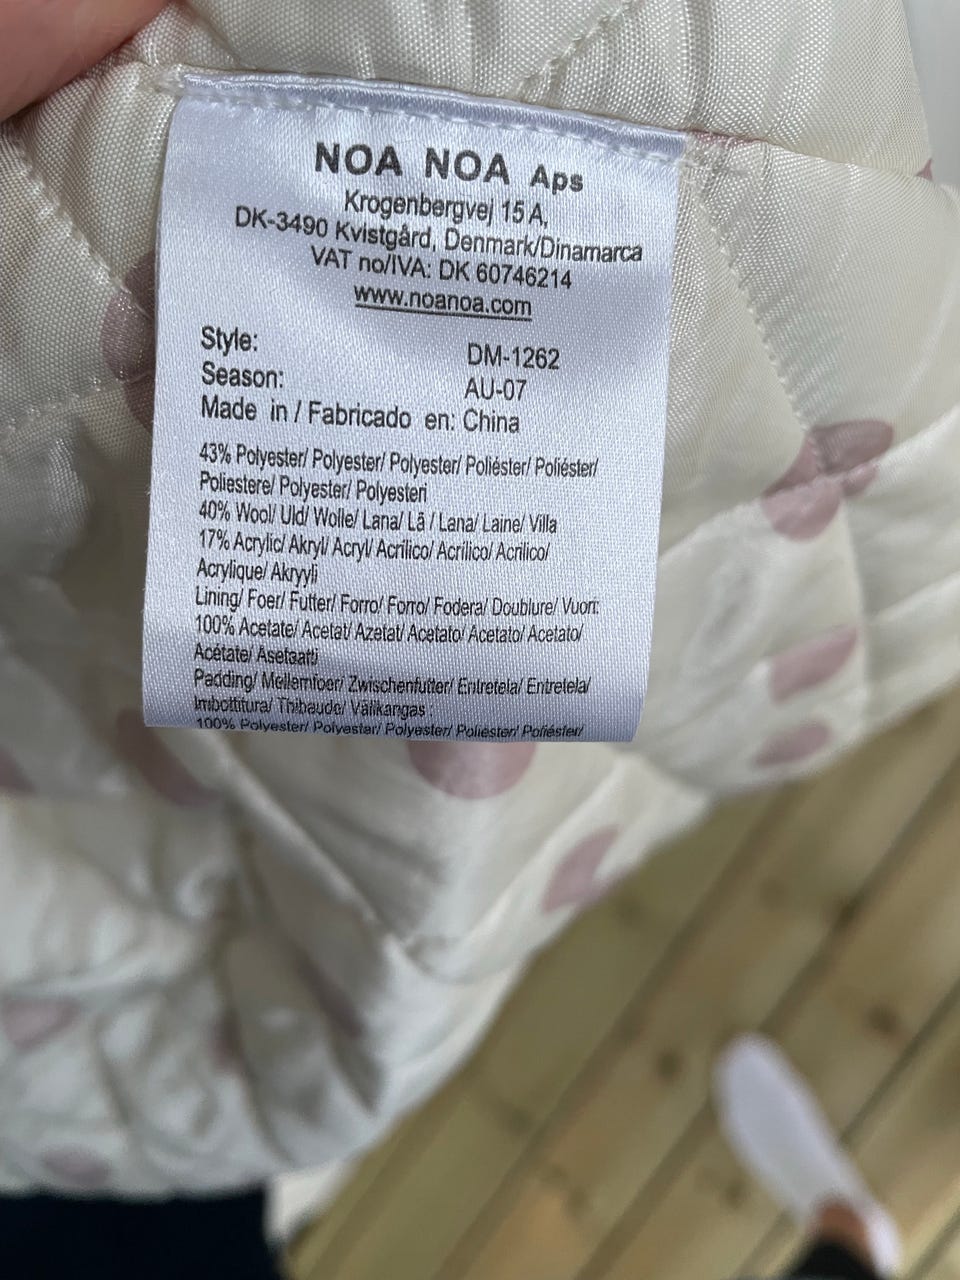 NOA NOA Aps
Krogenbergvej 15 A,
DK-3490 Kvistgård, Denmark/Dinamarca
VAT no/IVA: DK 60746214
www.noanoa.com
Style: DM-1262
Season: AU-07
Made in / Fabricado en: China
43% Polyester/ Polyester/ Polyester/ Poliéster/ Poliéster/
Poliestere/ Polyester/ Polyesteri
40% Wool/ Uld/ Wolle/ Lana/ Lã / Lana/ Laine/ Villa
17% Acrylic/ Akryl/ Acryl/ Acrílico/ Acrílico/ Acrilico/
Acrylique/ Akryyli
Lining/ Foer/ Futter/ Forro/ Forro/ Fodera/ Doublure/ Vuori:
100% Acetate/ Acetat/ Azetat/ Acetato/ Acetato/ Acetato/
Acétate/ Asetaatti
Padding/ Mellemfoer/ Zwischenfutter/ Entretela/ Entretela/
Imbottitura/ Thibaude/ Välikangas :
100% Polyester/ Polyester/ Polyester/ Poliéster/ Poliéster/